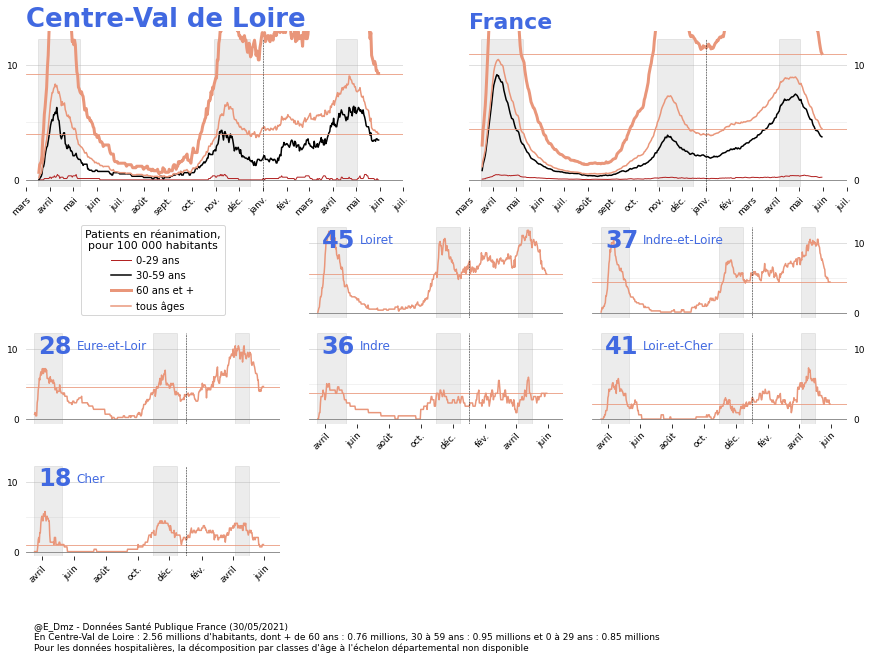 Centre-Val de Loire
France
10
0
10
0
mars avril mai juin juil. août sept. oct. nov. déc. janv. févr. mars avril mai juin juil.
mars avril mai juin juil. août sept. oct. nov. déc. janv. févr. mars avril mai juin juil.
Patients en réanimation,
pour 100 000 habitants
0-29 ans
30-59 ans
60 ans et +
tous âges
45 Loiret
37 Indre-et-Loire
10
0
28 Eure-et-Loir
36 Indre
41 Loir-et-Cher
10
0
10
0
avril juin août oct. déc. fév. avril juin
avril juin août oct. déc. fév. avril juin
18 Cher
10
0
avril juin août oct. déc. fév. avril juin
@E_Dmz - Données Santé Publique France (30/05/2021)
En Centre-Val de Loire : 2.56 millions d'habitants, dont + de 60 ans : 0.76 millions, 30 à 59 ans : 0.95 millions et 0 à 29 ans : 0.85 millions
Pour les données hospitalières, la décomposition par classes d'âge à l'échelon départemental non disponible